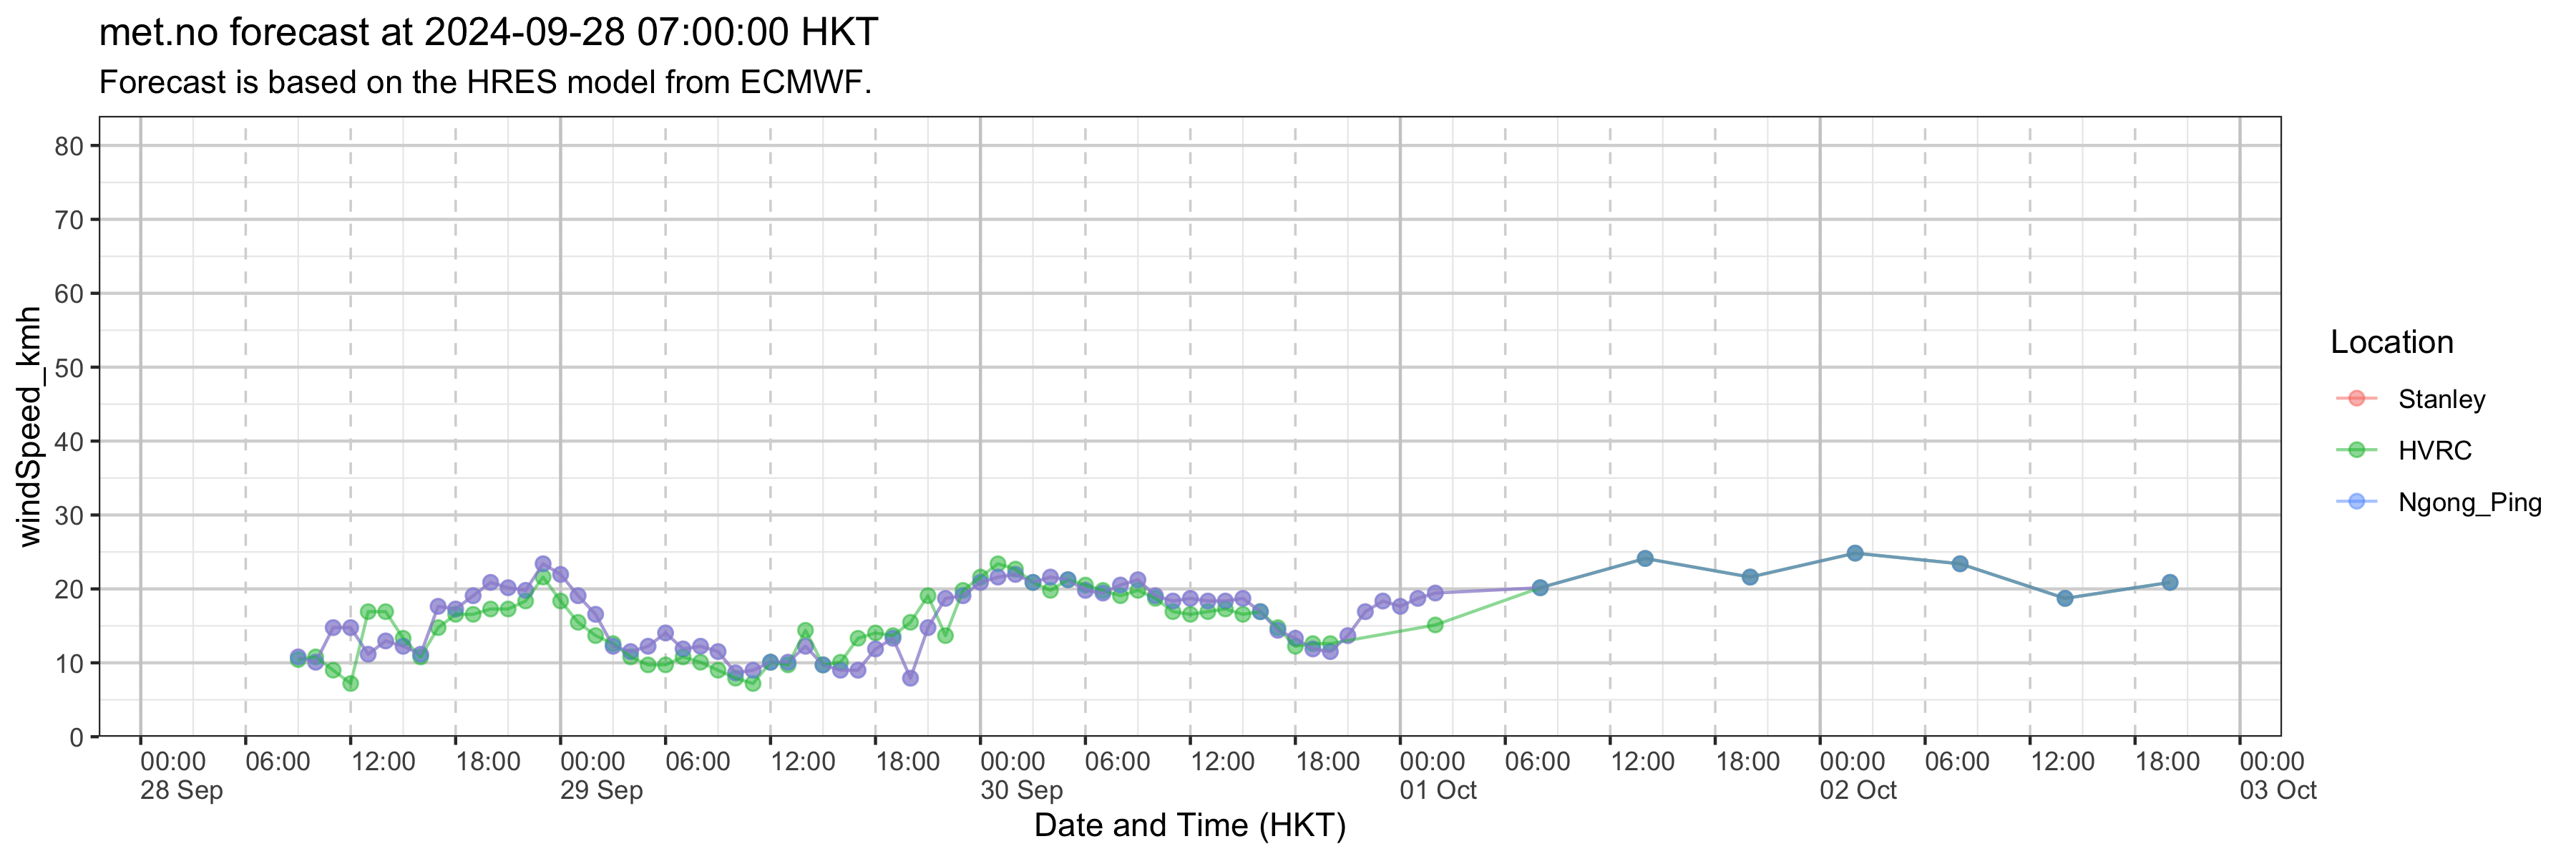 met.no forecast at 2024-09-28 07:00:00 HKT
Forecast is based on the HRES model from ECMWF.
windSpeed_kmh
80
70
60
50
40
30
20
10
0
00:00 06:00 12:00 18:00 00:00 06:00 12:00 18:00 00:00 06:00 12:00 18:00 00:00 06:00 12:00 18:00 00:00 06:00 12:00 18:00 00:00
28 Sep 29 Sep 30 Sep 01 Oct 02 Oct 03 Oct
Date and Time (HKT)
Location
Stanley
HVRC
Ngong_Ping